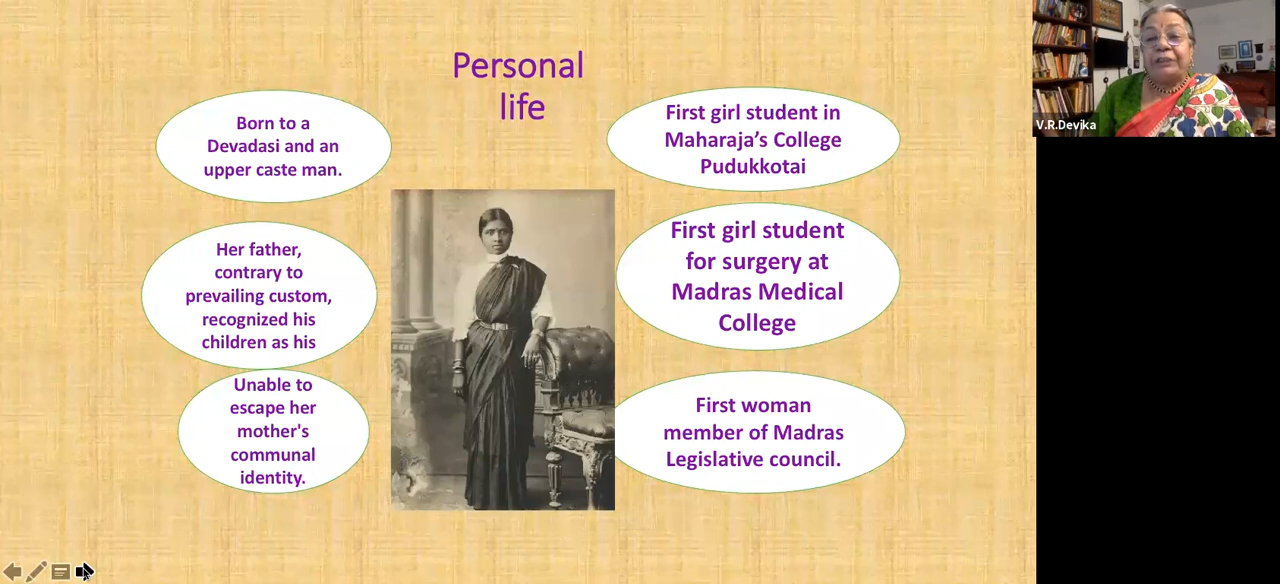 Personal
life
Born to a
Devadasi and an
upper caste man.
Her father,
contrary to
prevailing custom,
recognized his
children as his
Unable to
escape her
mother's
communal
identity.
First girl student in
Maharaja’s College
Pudukkotai
First girl student
for surgery at
Madras Medical
College
First woman
member of Madras
Legislative council.
V.R.Devika